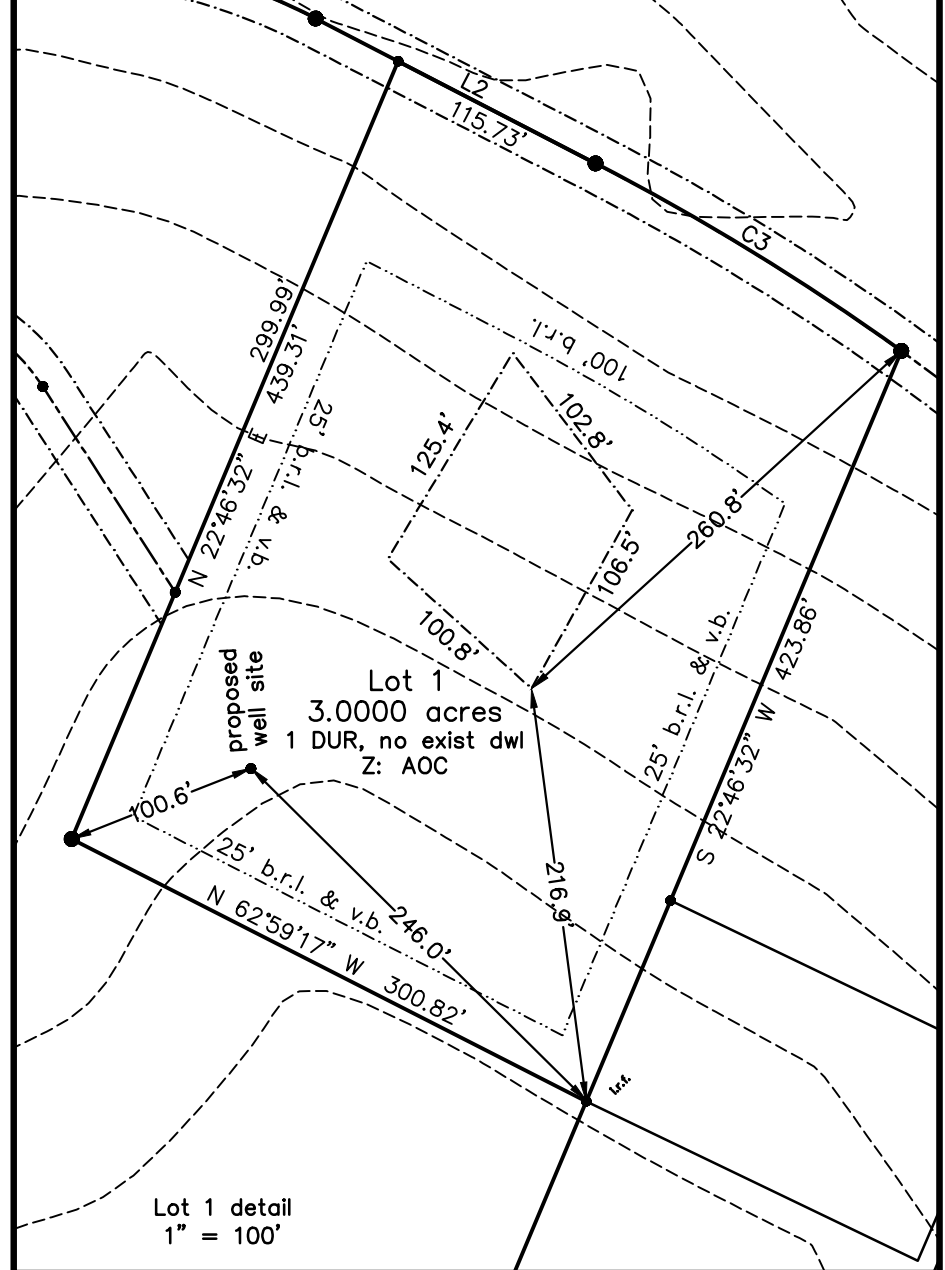 L2
115.73'
C3
299.99'
439.31'
N 22°46'32" E
25' b.r.l. & v.b.
100' b.r.l.
125.4'
102.8'
106.5'
100.8'
260.8'
S 22°46'32" W 423.86'
25' b.r.l. & v.b.
proposed
well site
Lot 1
3.0000 acres
1 DUR, no exist dwl
Z: AOC
100.6'
246.0'
216.9'
25' b.r.l. & v.b.
N 62°59'17" W 300.82'
i.r.f.
Lot 1 detail
1" = 100'